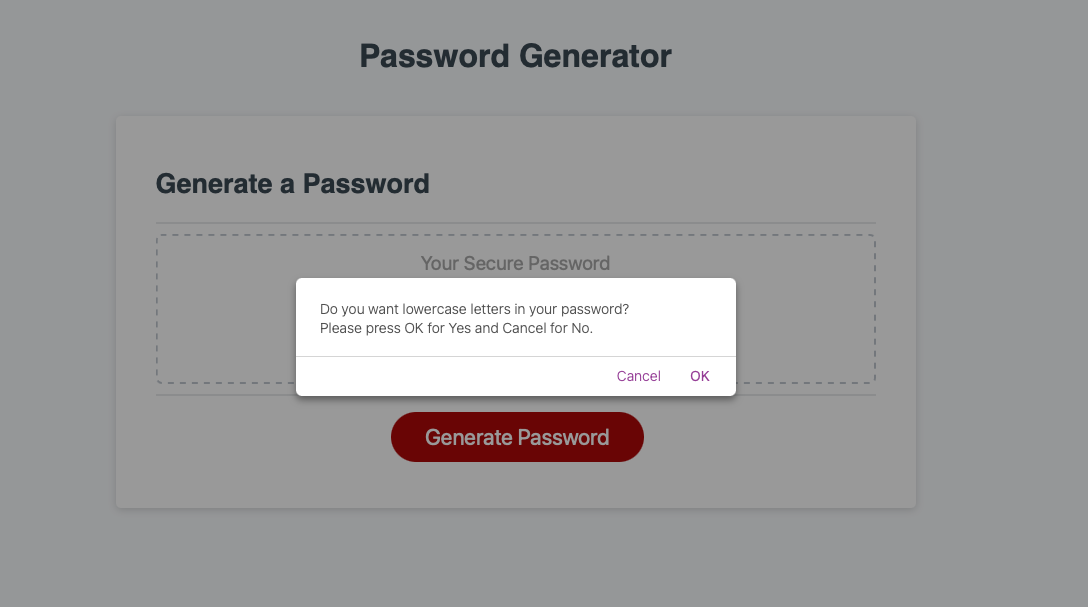 Password Generator
Generate a Password
Your Secure Password
Do you want lowercase letters in your password?
Please press OK for Yes and Cancel for No.
Cancel OK
Generate Password